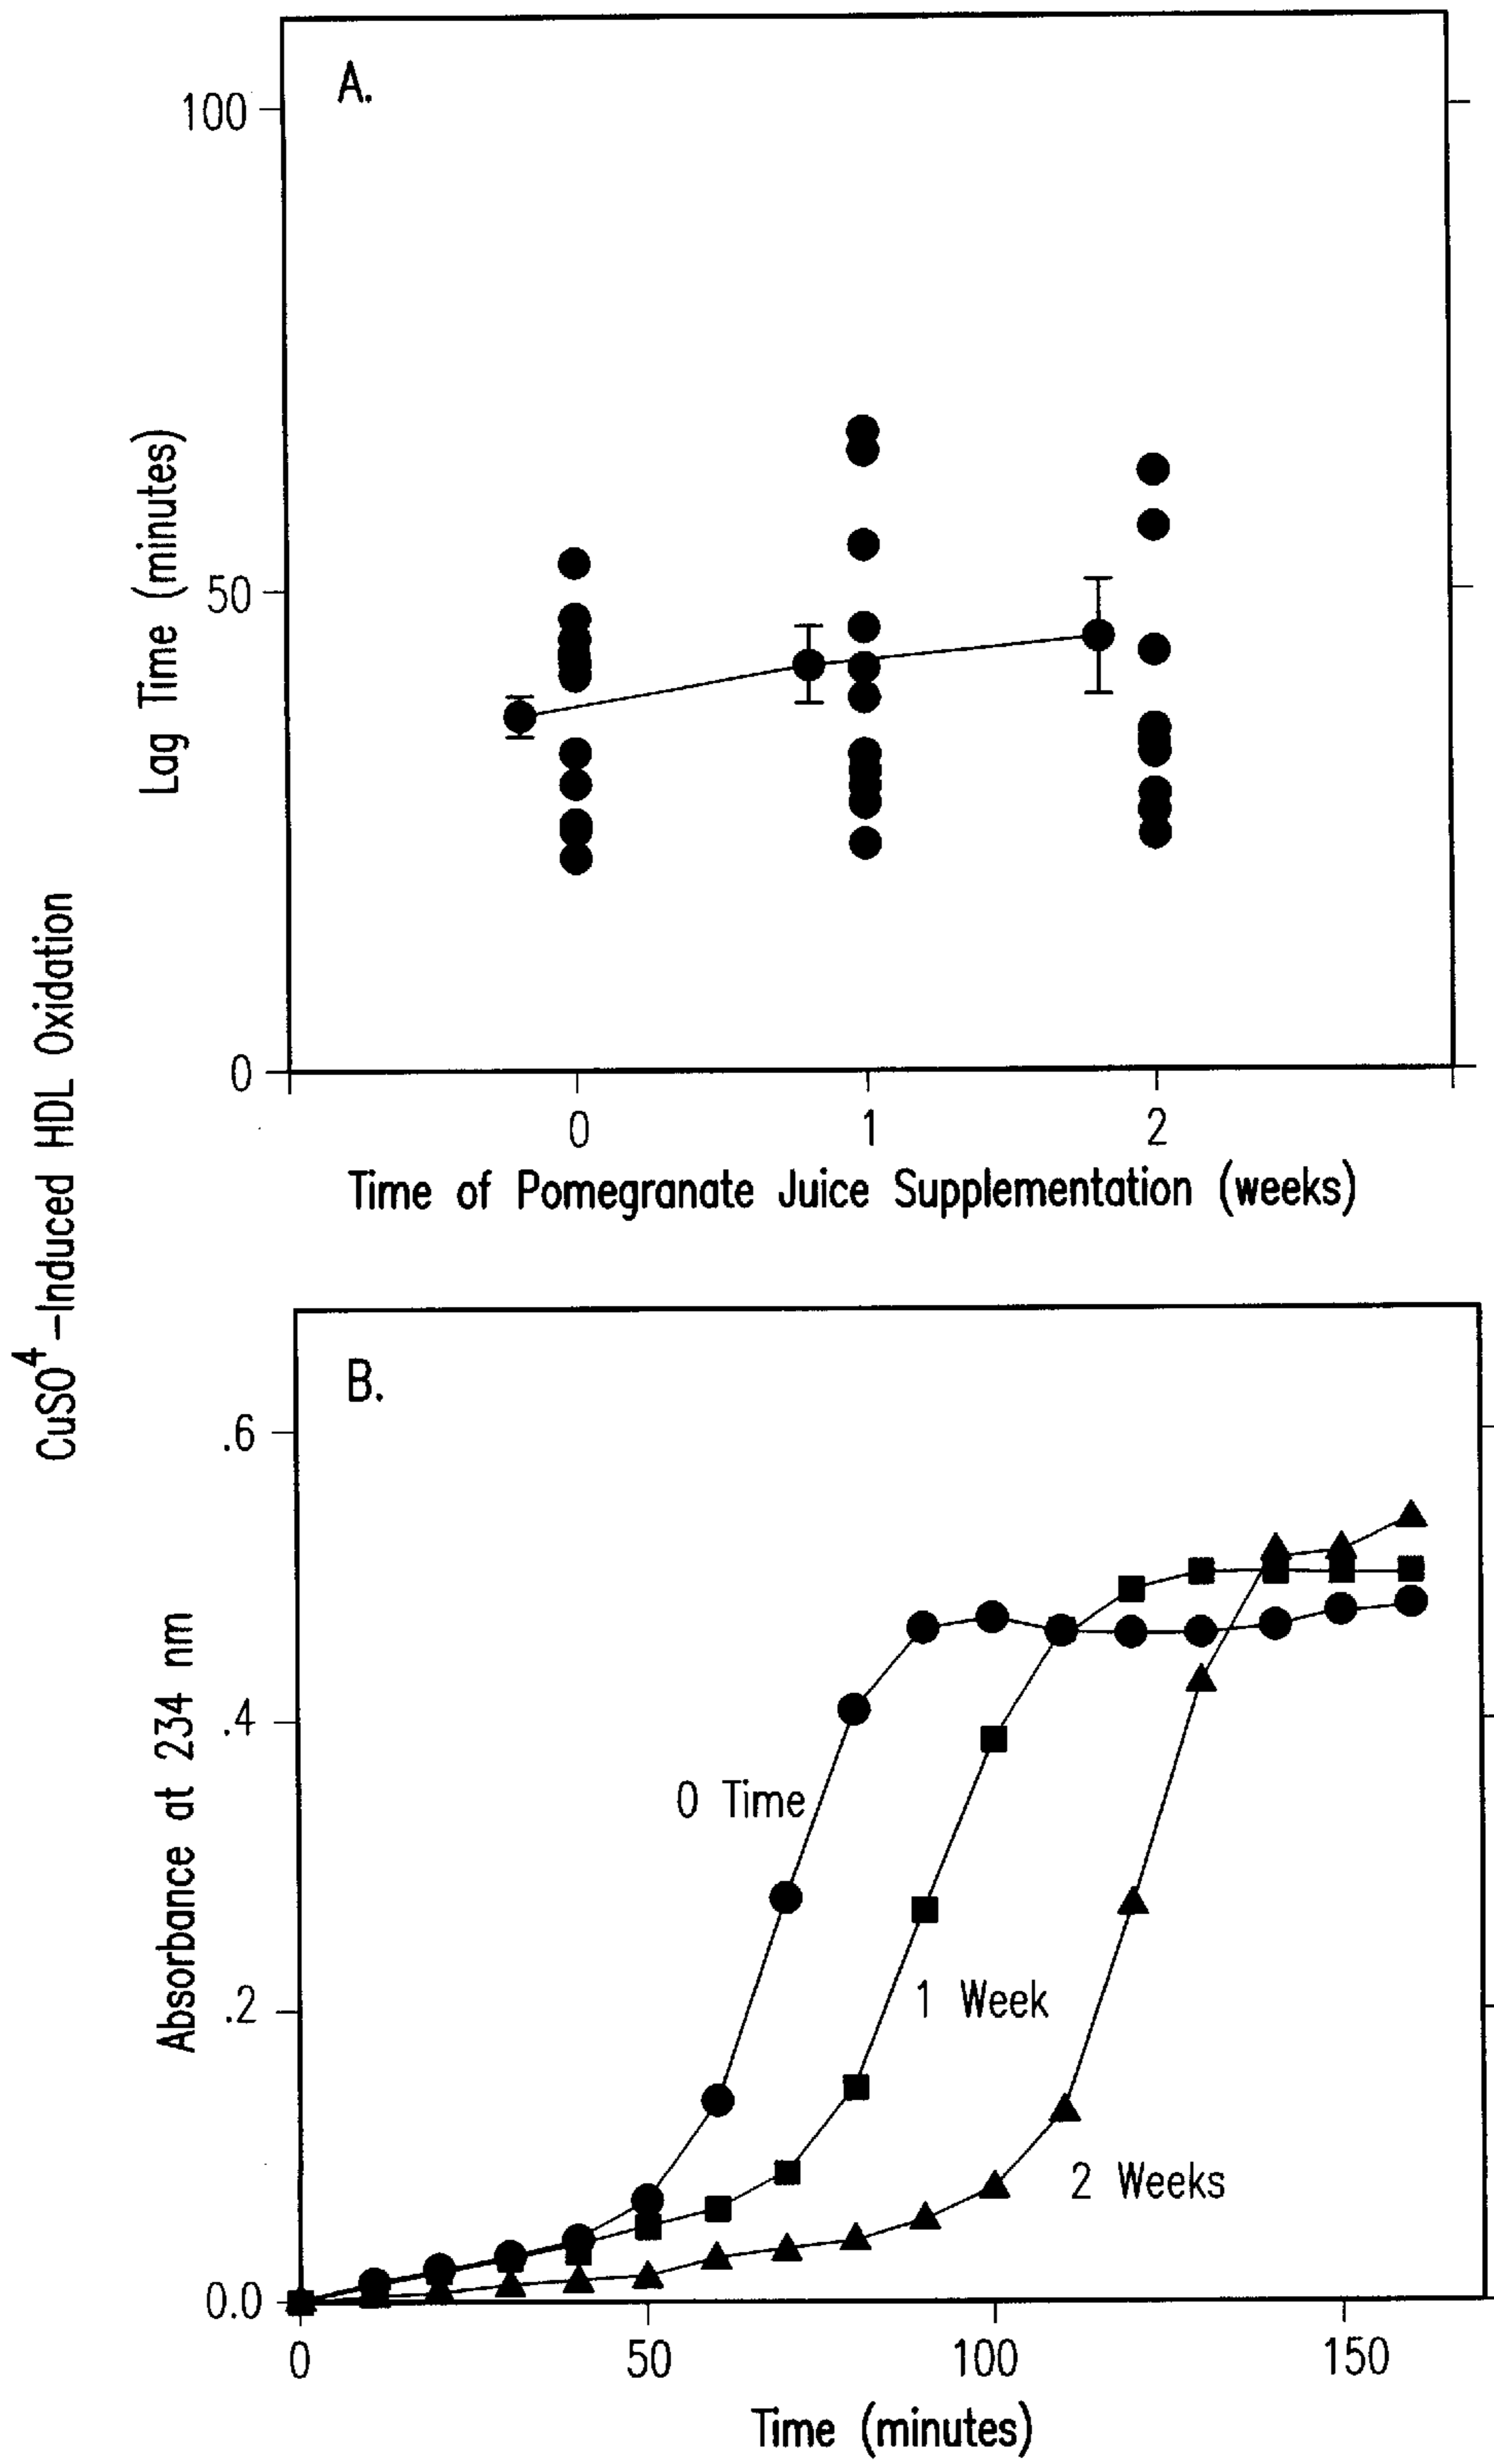 CuSO⁴-Induced HDL Oxidation
A.
Lag Time (minutes)
100
50
0
0 1 2
Time of Pomegranate Juice Supplementation (weeks)
B.
Absorbance at 234 nm
.6
.4
.2
0.0
0 Time
1 Week
2 Weeks
0 50 100 150
Time (minutes)